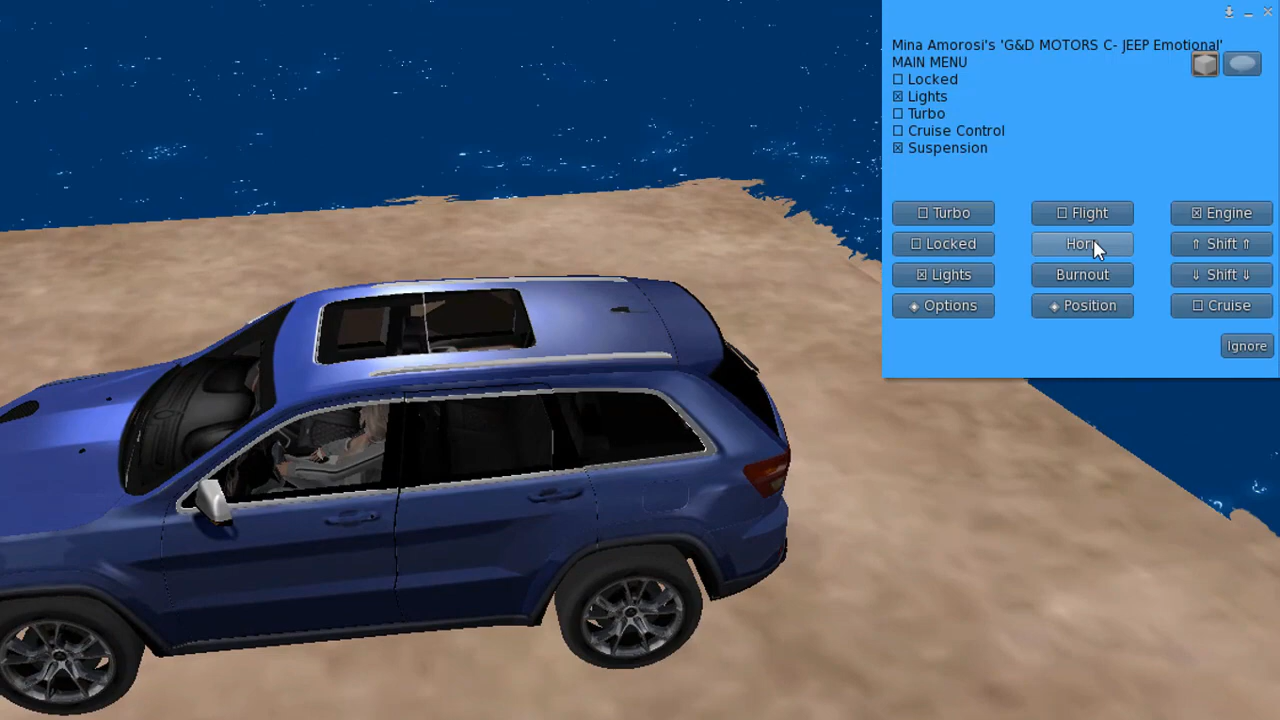 Mina Amorosi's 'G&D MOTORS C- JEEP Emotional'
MAIN MENU
☐ Locked
☒ Lights
☐ Turbo
☐ Cruise Control
☒ Suspension
☐ Turbo ☐ Flight ☒ Engine
☐ Locked Horn ⇑ Shift ⇑
☒ Lights Burnout ⇓ Shift ⇓
◈ Options ◈ Position ☐ Cruise
Ignore